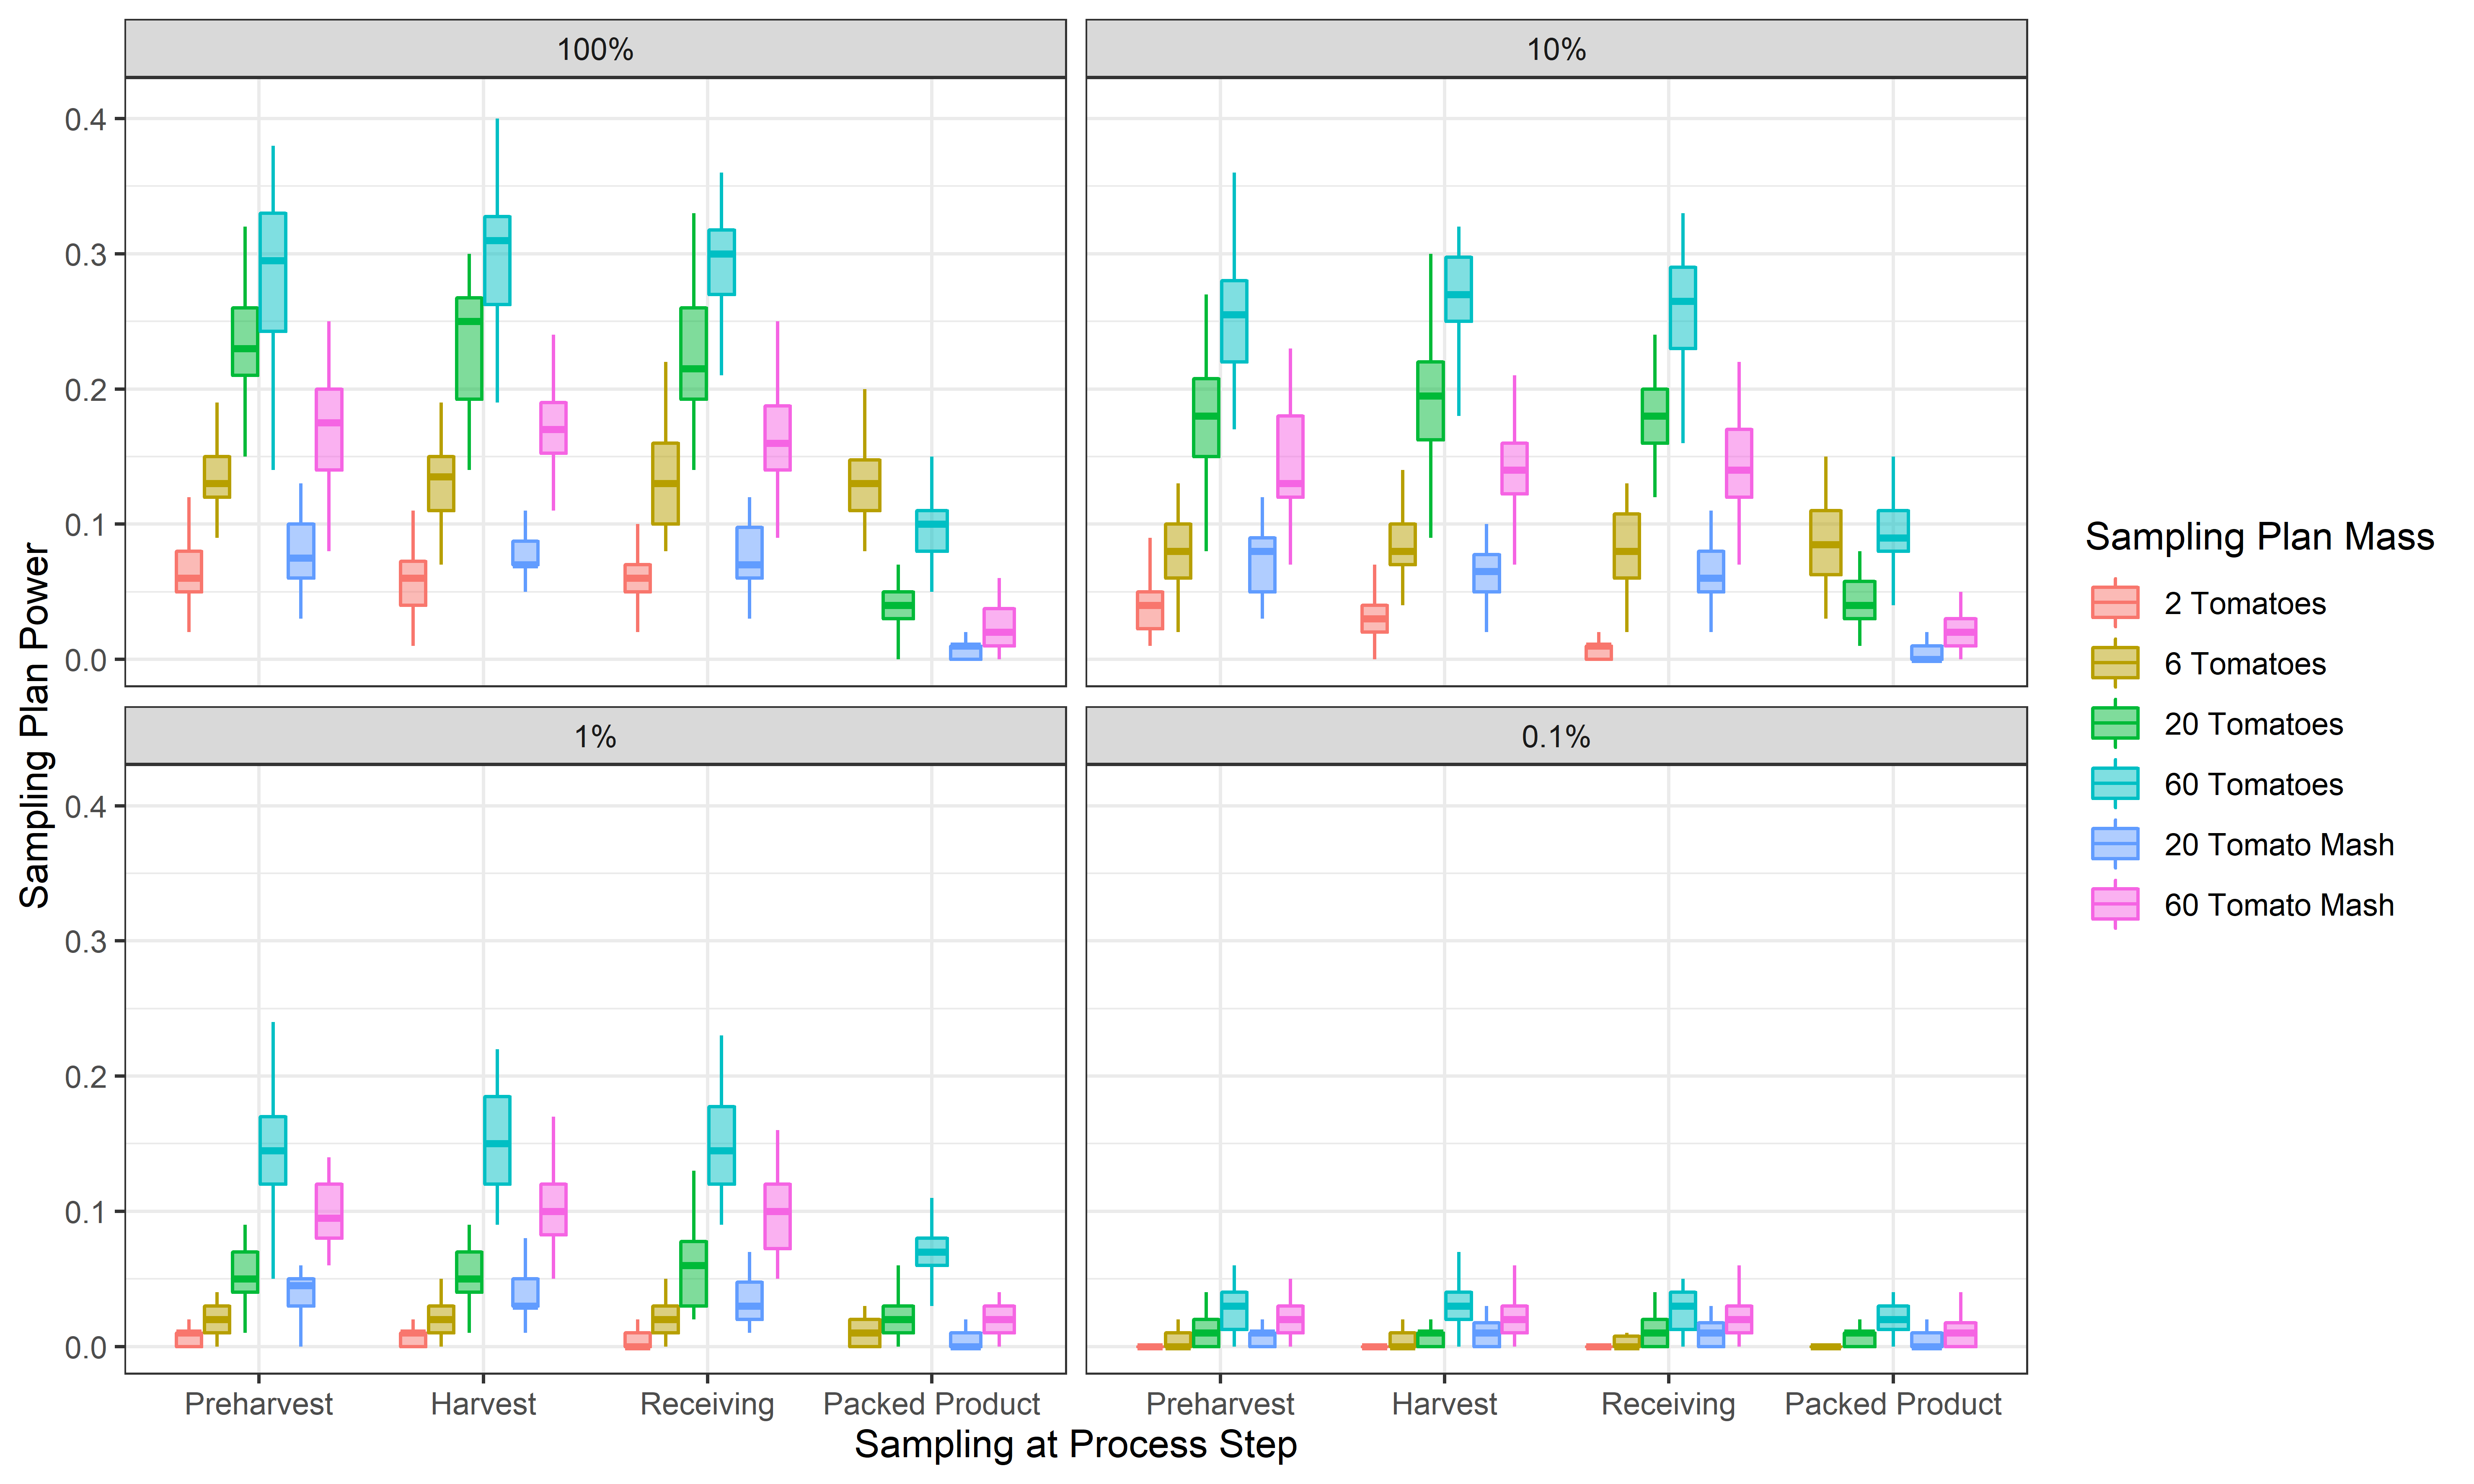 100%
10%
0.4
0.3
0.2
0.1
0.0
1%
0.1%
0.4
0.3
0.2
0.1
0.0
Sampling Plan Power
Preharvest Harvest Receiving Packed Product
Preharvest Harvest Receiving Packed Product
Sampling at Process Step
Sampling Plan Mass
2 Tomatoes
6 Tomatoes
20 Tomatoes
60 Tomatoes
20 Tomato Mash
60 Tomato Mash